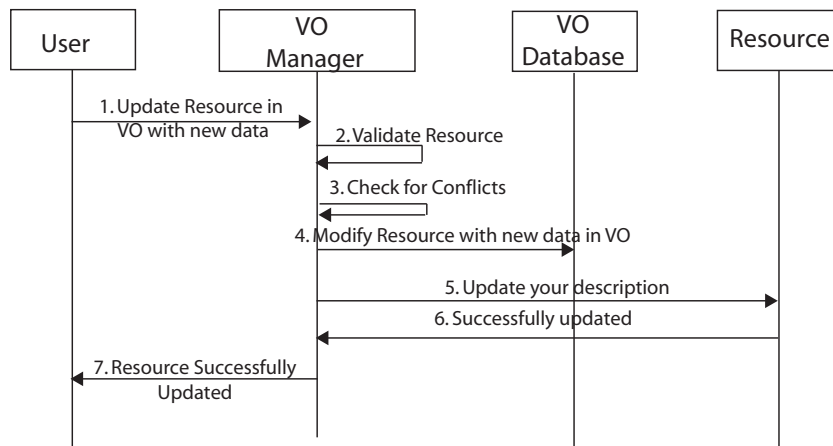 User
VO
Manager
VO
Database
Resource
1. Update Resource in
VO with new data
2. Validate Resource
3. Check for Conflicts
4. Modify Resource with new data in VO
5. Update your description
6. Successfully updated
7. Resource Successfully
Updated